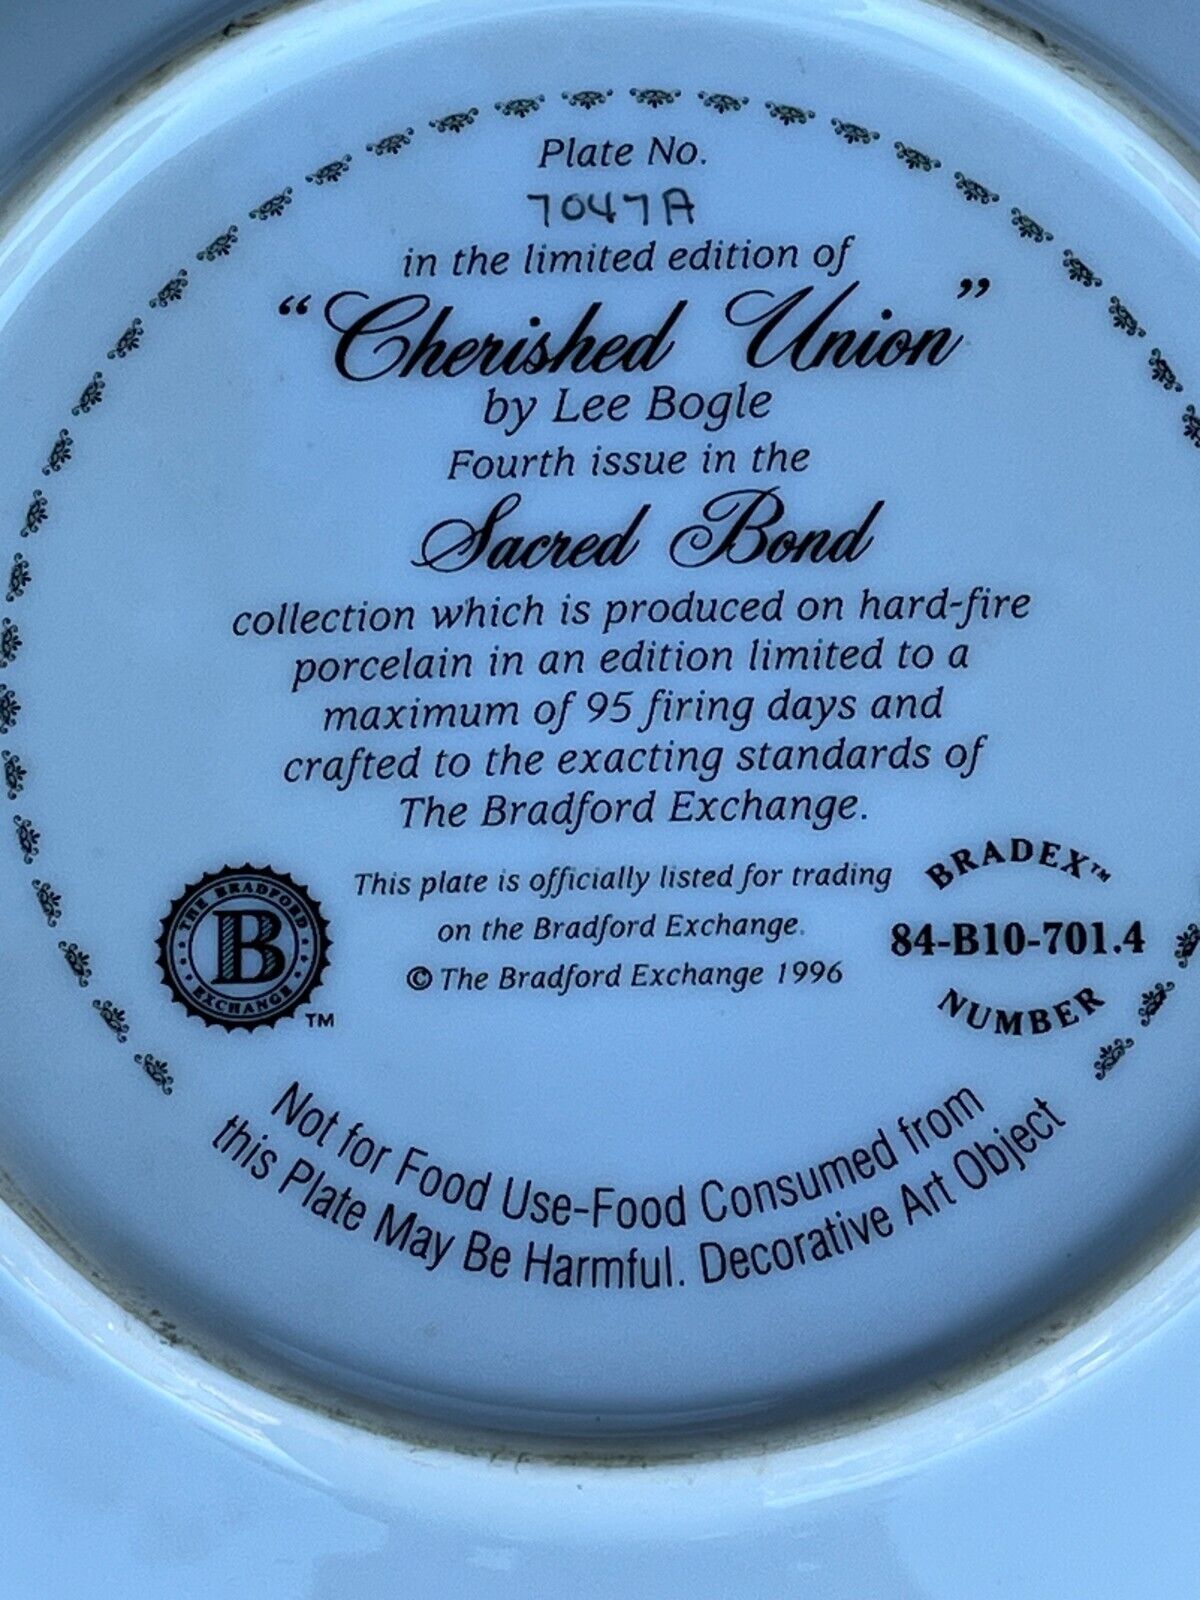 Plate No.
7047A
in the limited edition of
“Cherished Union”
by Lee Bogle
Fourth issue in the
Sacred Bond
collection which is produced on hard-fire
porcelain in an edition limited to a
maximum of 95 firing days and
crafted to the exacting standards of
The Bradford Exchange.
This plate is officially listed for trading
on the Bradford Exchange.
© The Bradford Exchange 1996
THE BRADFORD
B
EXCHANGE
TM
BRADEX™
84-B10-701.4
NUMBER
Not for Food Use-Food Consumed from
this Plate May Be Harmful. Decorative Art Object